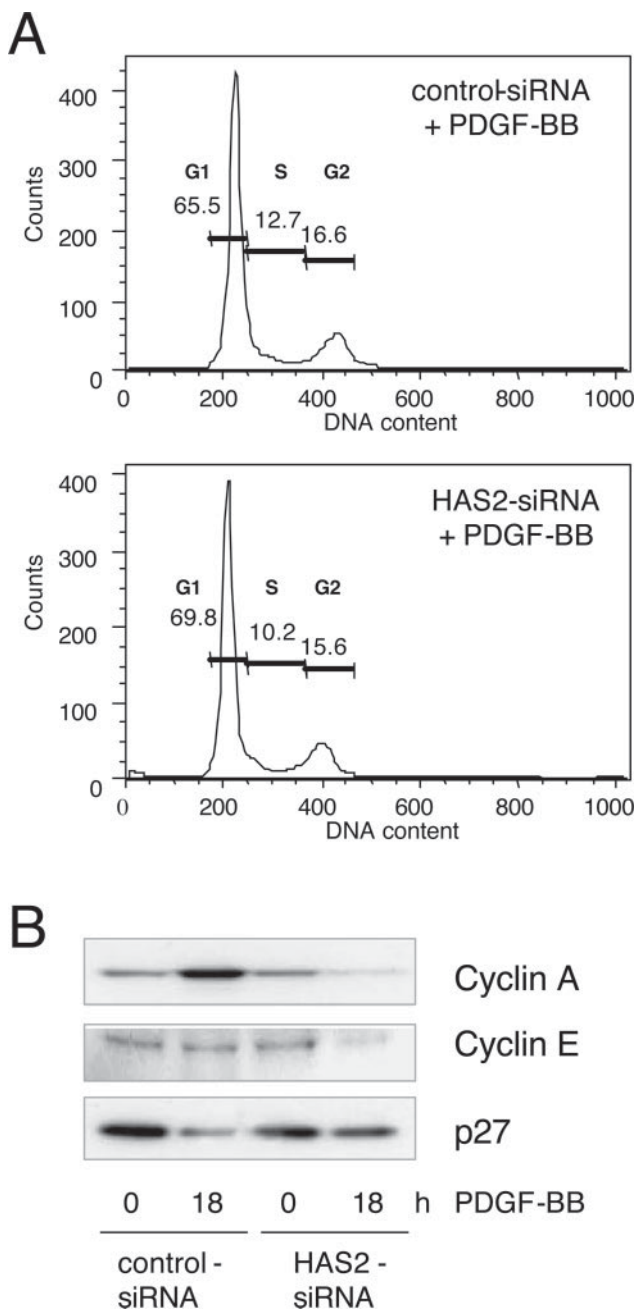 A
control-siRNA
+ PDGF-BB
Counts
400
300
200
100
0
G1 S G2
65.5 12.7 16.6
0 200 400 600 800 1000
DNA content
HAS2-siRNA
+ PDGF-BB
Counts
400
300
200
100
0
G1 S G2
69.8 10.2 15.6
0 200 400 600 800 1000
DNA content
B
Cyclin A
Cyclin E
p27
0 18 0 18 h PDGF-BB
control - HAS2 -
siRNA siRNA